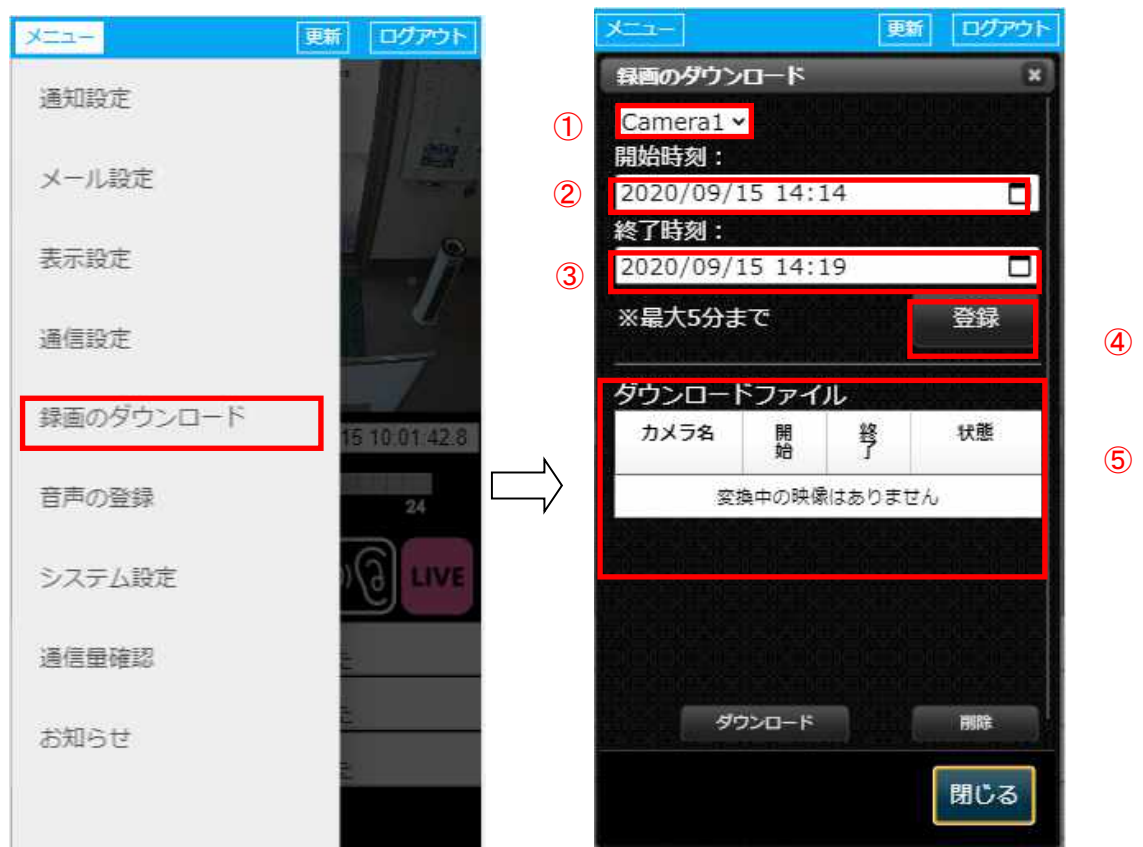 メニュー 更新 ログアウト
通知設定
メール設定
表示設定
通信設定
録画のダウンロード
15 10:01:42.8
音声の登録
24
システム設定
LIVE
通信量確認
お知らせ
メニュー 更新 ログアウト
録画のダウンロード
① Camera1
開始時刻：
② 2020/09/15 14:14
終了時刻：
③ 2020/09/15 14:19
※最大5分まで 登録 ④
ダウンロードファイル
カメラ名 開始 終了 状態
⑤
変換中の映像はありません
ダウンロード 削除
閉じる